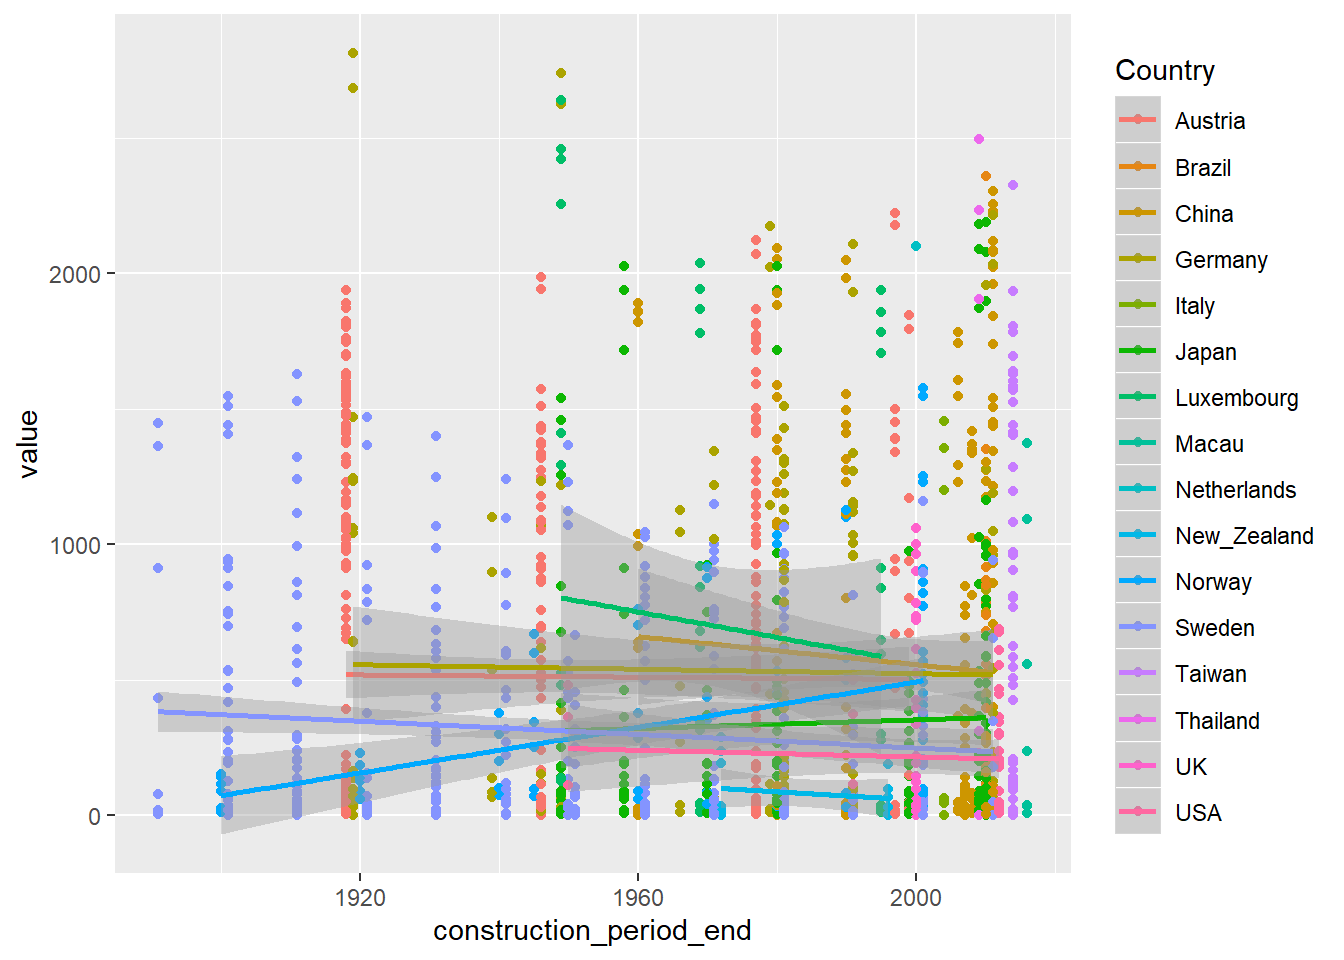 value
2000
1000
0
1920
1960
2000
construction_period_end
Country
Austria
Brazil
China
Germany
Italy
Japan
Luxembourg
Macau
Netherlands
New_Zealand
Norway
Sweden
Taiwan
Thailand
UK
USA